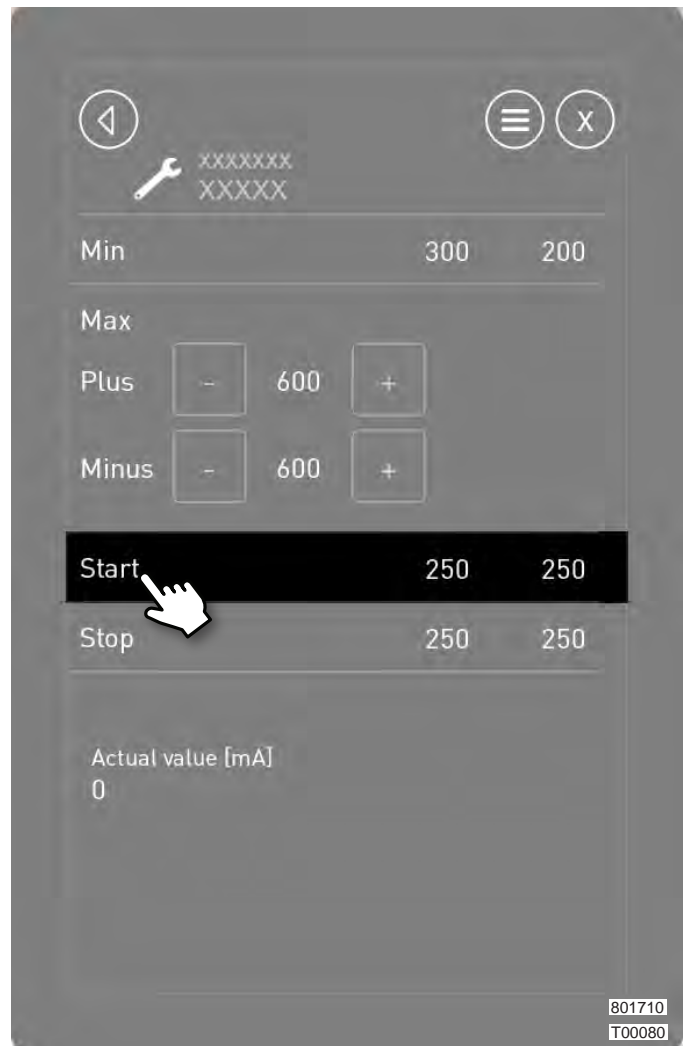 X
XXXXXXX
XXXXX
Min 300 200
Max
Plus - 600 +
Minus - 600 +
Start 250 250
Stop 250 250
Actual value [mA]
0
801710
T00080